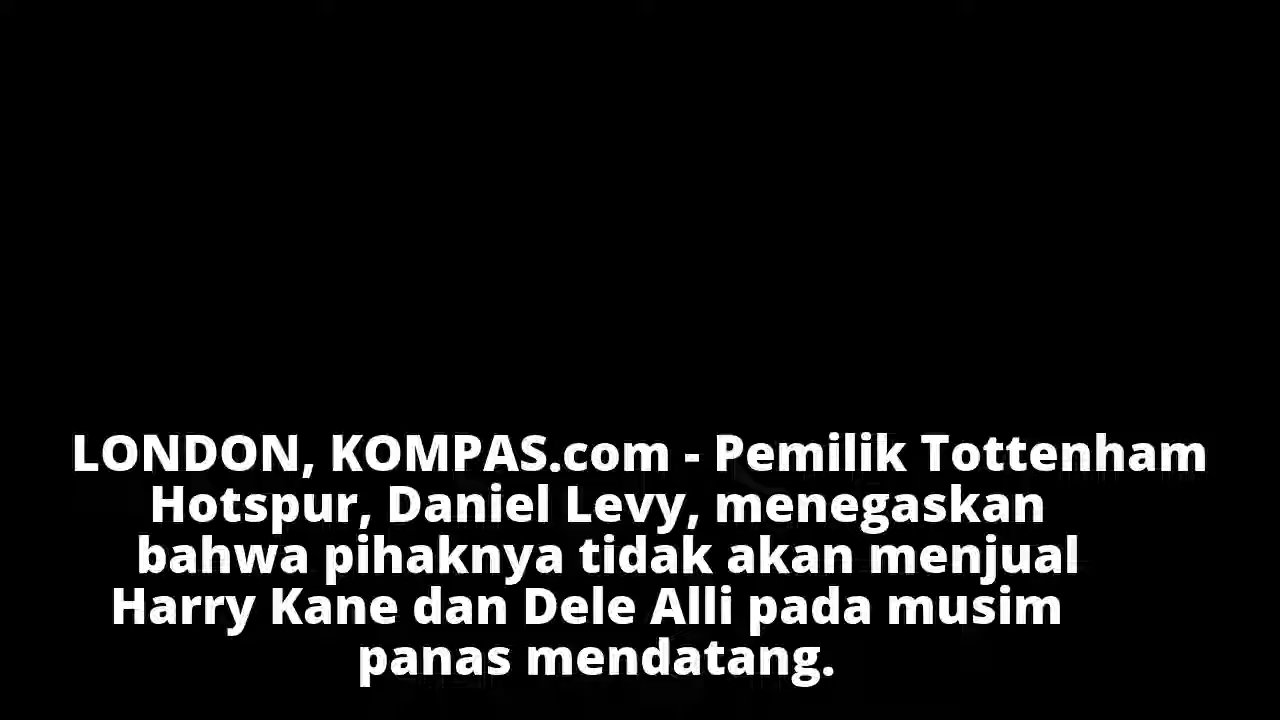 LONDON, KOMPAS.com - Pemilik Tottenham
Hotspur, Daniel Levy, menegaskan
bahwa pihaknya tidak akan menjual
Harry Kane dan Dele Alli pada musim
panas mendatang.